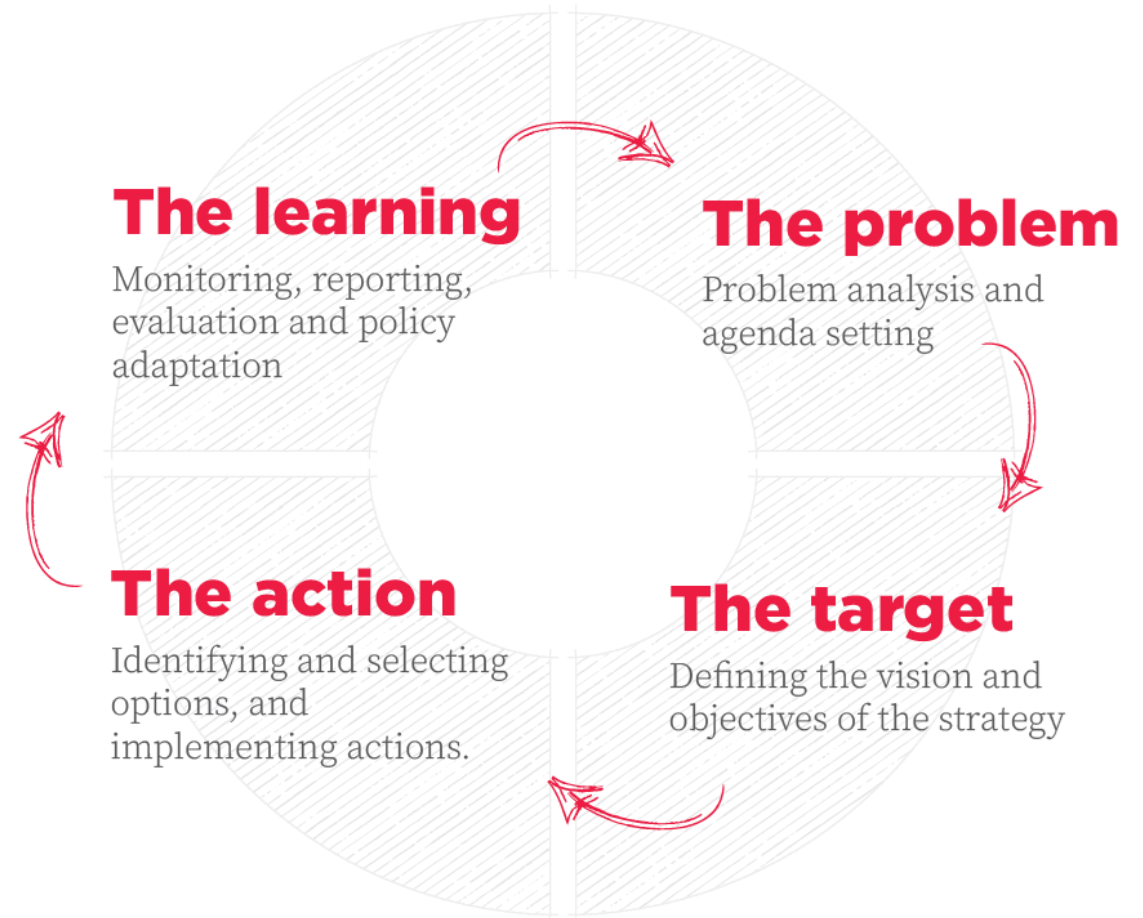 The learning
Monitoring, reporting,
evaluation and policy
adaptation
The problem
Problem analysis and
agenda setting
The action
Identifying and selecting
options, and
implementing actions.
The target
Defining the vision and
objectives of the strategy